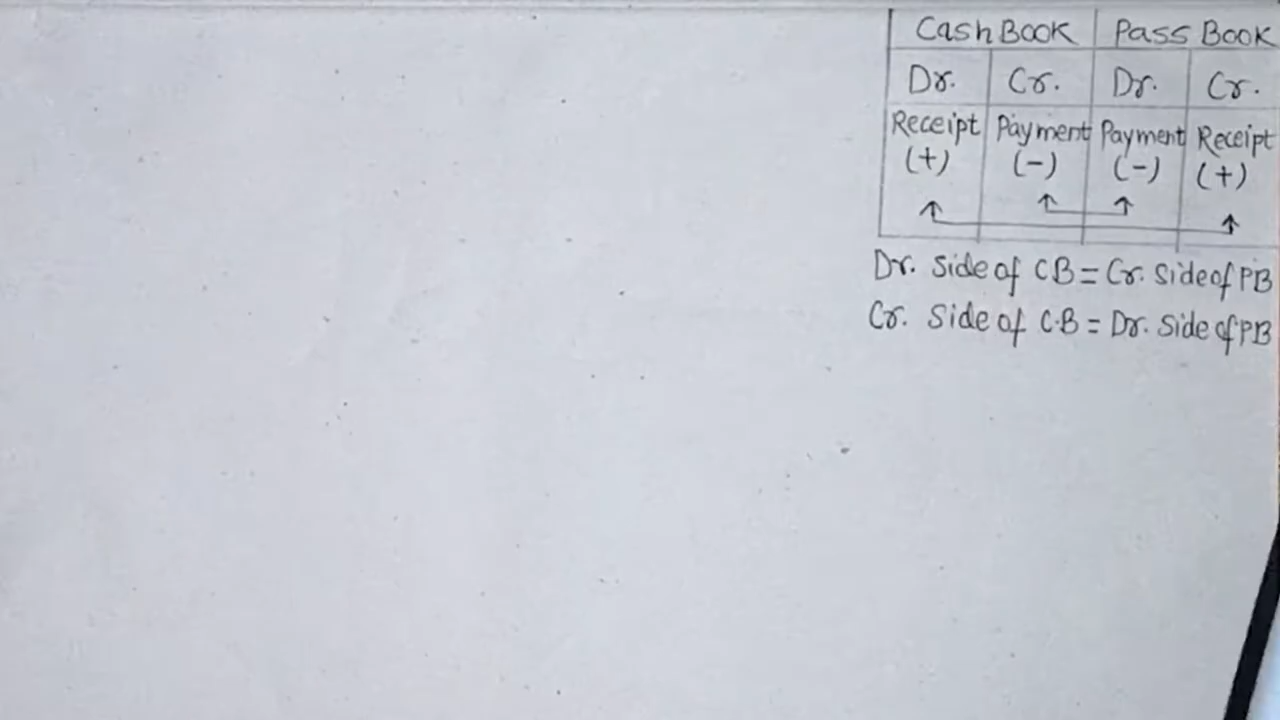 Cash Book Pass Book
Dr. Cr. Dr. Cr.
Receipt Payment Payment Receipt
(+) (-) (-) (+)
Dr. Side of CB = Cr. Side of PB
Cr. Side of C.B = Dr. Side of PB